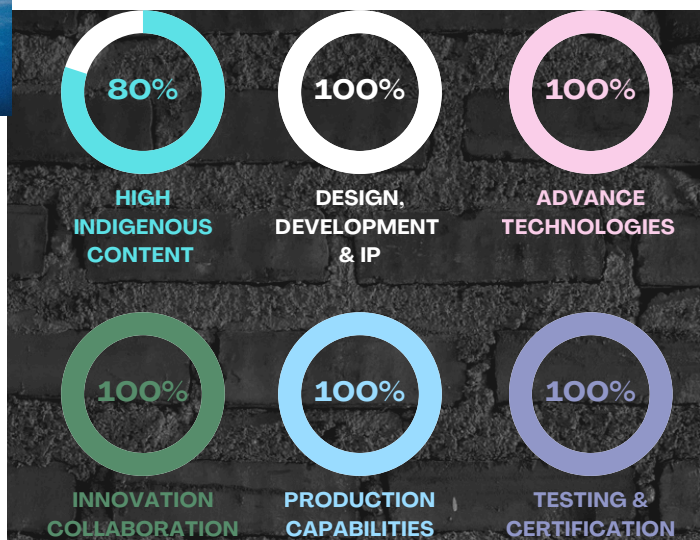 80%
100%
100%
HIGH
INDIGENOUS
CONTENT
DESIGN,
DEVELOPMENT
& IP
ADVANCE
TECHNOLOGIES
100%
100%
100%
INNOVATION
COLLABORATION
PRODUCTION
CAPABILITIES
TESTING &
CERTIFICATION